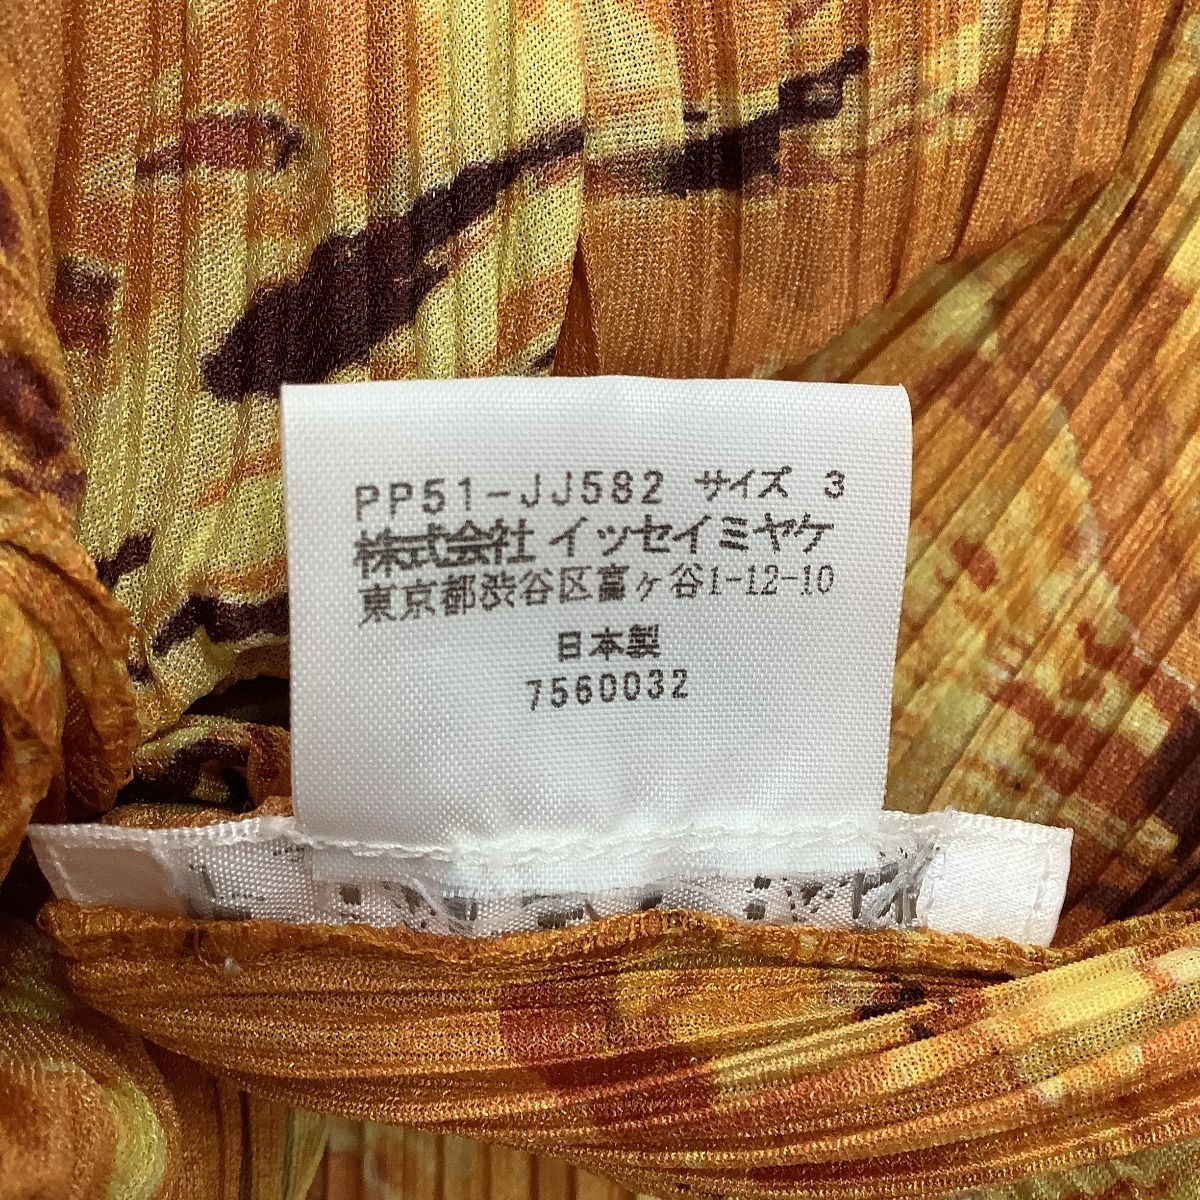 PP51-JJ582 サイズ 3
株式会社 イッセイミヤケ
東京都渋谷区富ヶ谷1-12-10
日本製
7560032